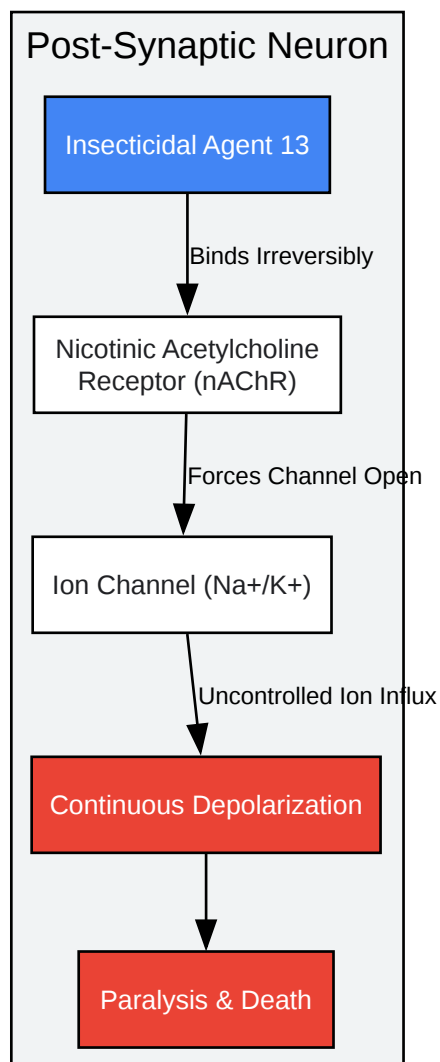 Post-Synaptic Neuron
Insecticidal Agent 13
Binds Irreversibly
Nicotinic Acetylcholine
Receptor (nAChR)
Forces Channel Open
Ion Channel (Na+/K+)
Uncontrolled Ion Influx
Continuous Depolarization
Paralysis & Death